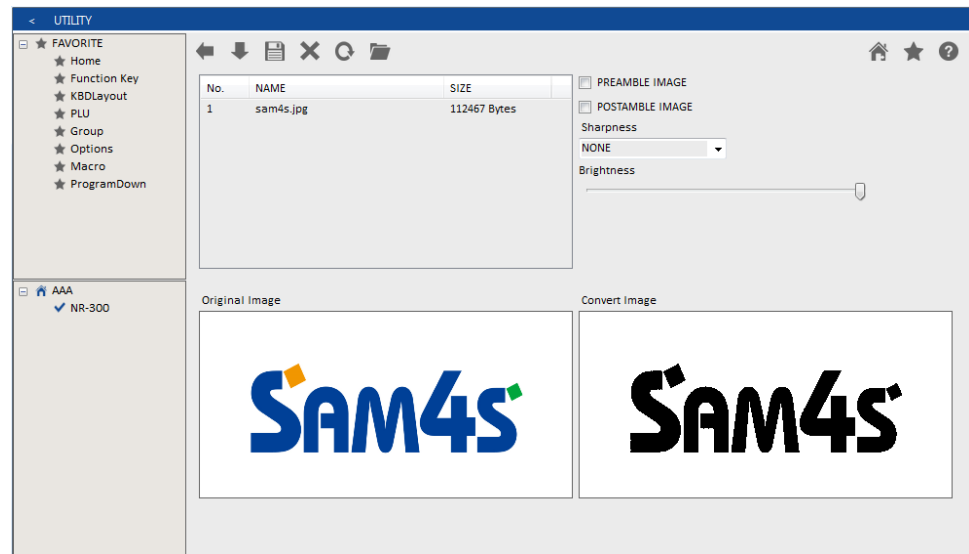 < UTILITY
FAVORITE
Home
Function Key
KBDLayout
PLU
Group
Options
Macro
ProgramDown
AAA
NR-300
No. NAME SIZE
1 sam4s.jpg 112467 Bytes
PREAMBLE IMAGE
POSTAMBLE IMAGE
Sharpness
NONE
Brightness
Original Image
SAM4s
Convert Image
SAM4s